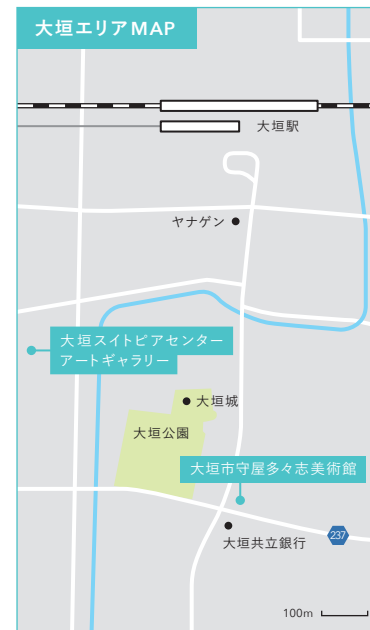 大垣エリアMAP
大垣駅
ヤナゲン
大垣スイトピアセンター
アートギャラリー
大垣城
大垣公園
大垣市守屋多々志美術館
大垣共立銀行
237
100m